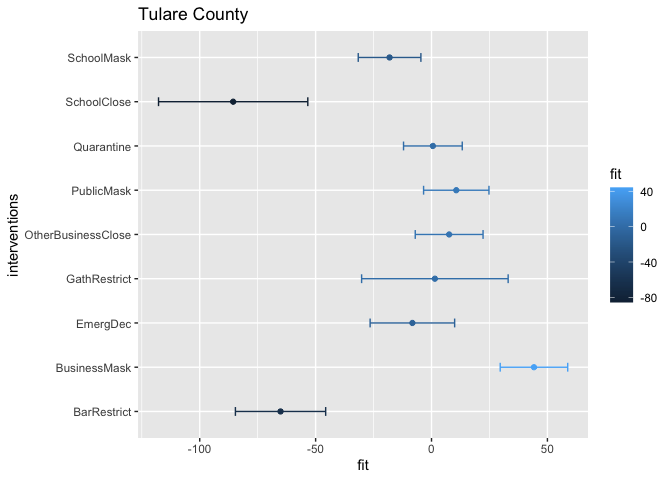 Tulare County
interventions
SchoolMask
SchoolClose
Quarantine
PublicMask
OtherBusinessClose
GathRestrict
EmergDec
BusinessMask
BarRestrict
-100
-50
0
50
fit
fit
40
0
-40
-80